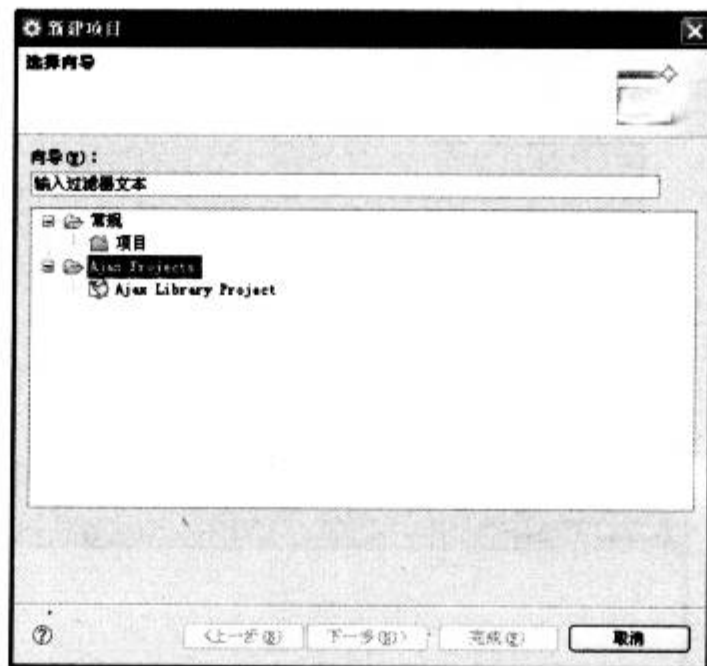 新建项目
选择向导
向导(W):
输入过滤器文本
常规
项目
Ajax Projects
Ajax Library Project
<上一步(B) 下一步(N)> 完成(F) 取消